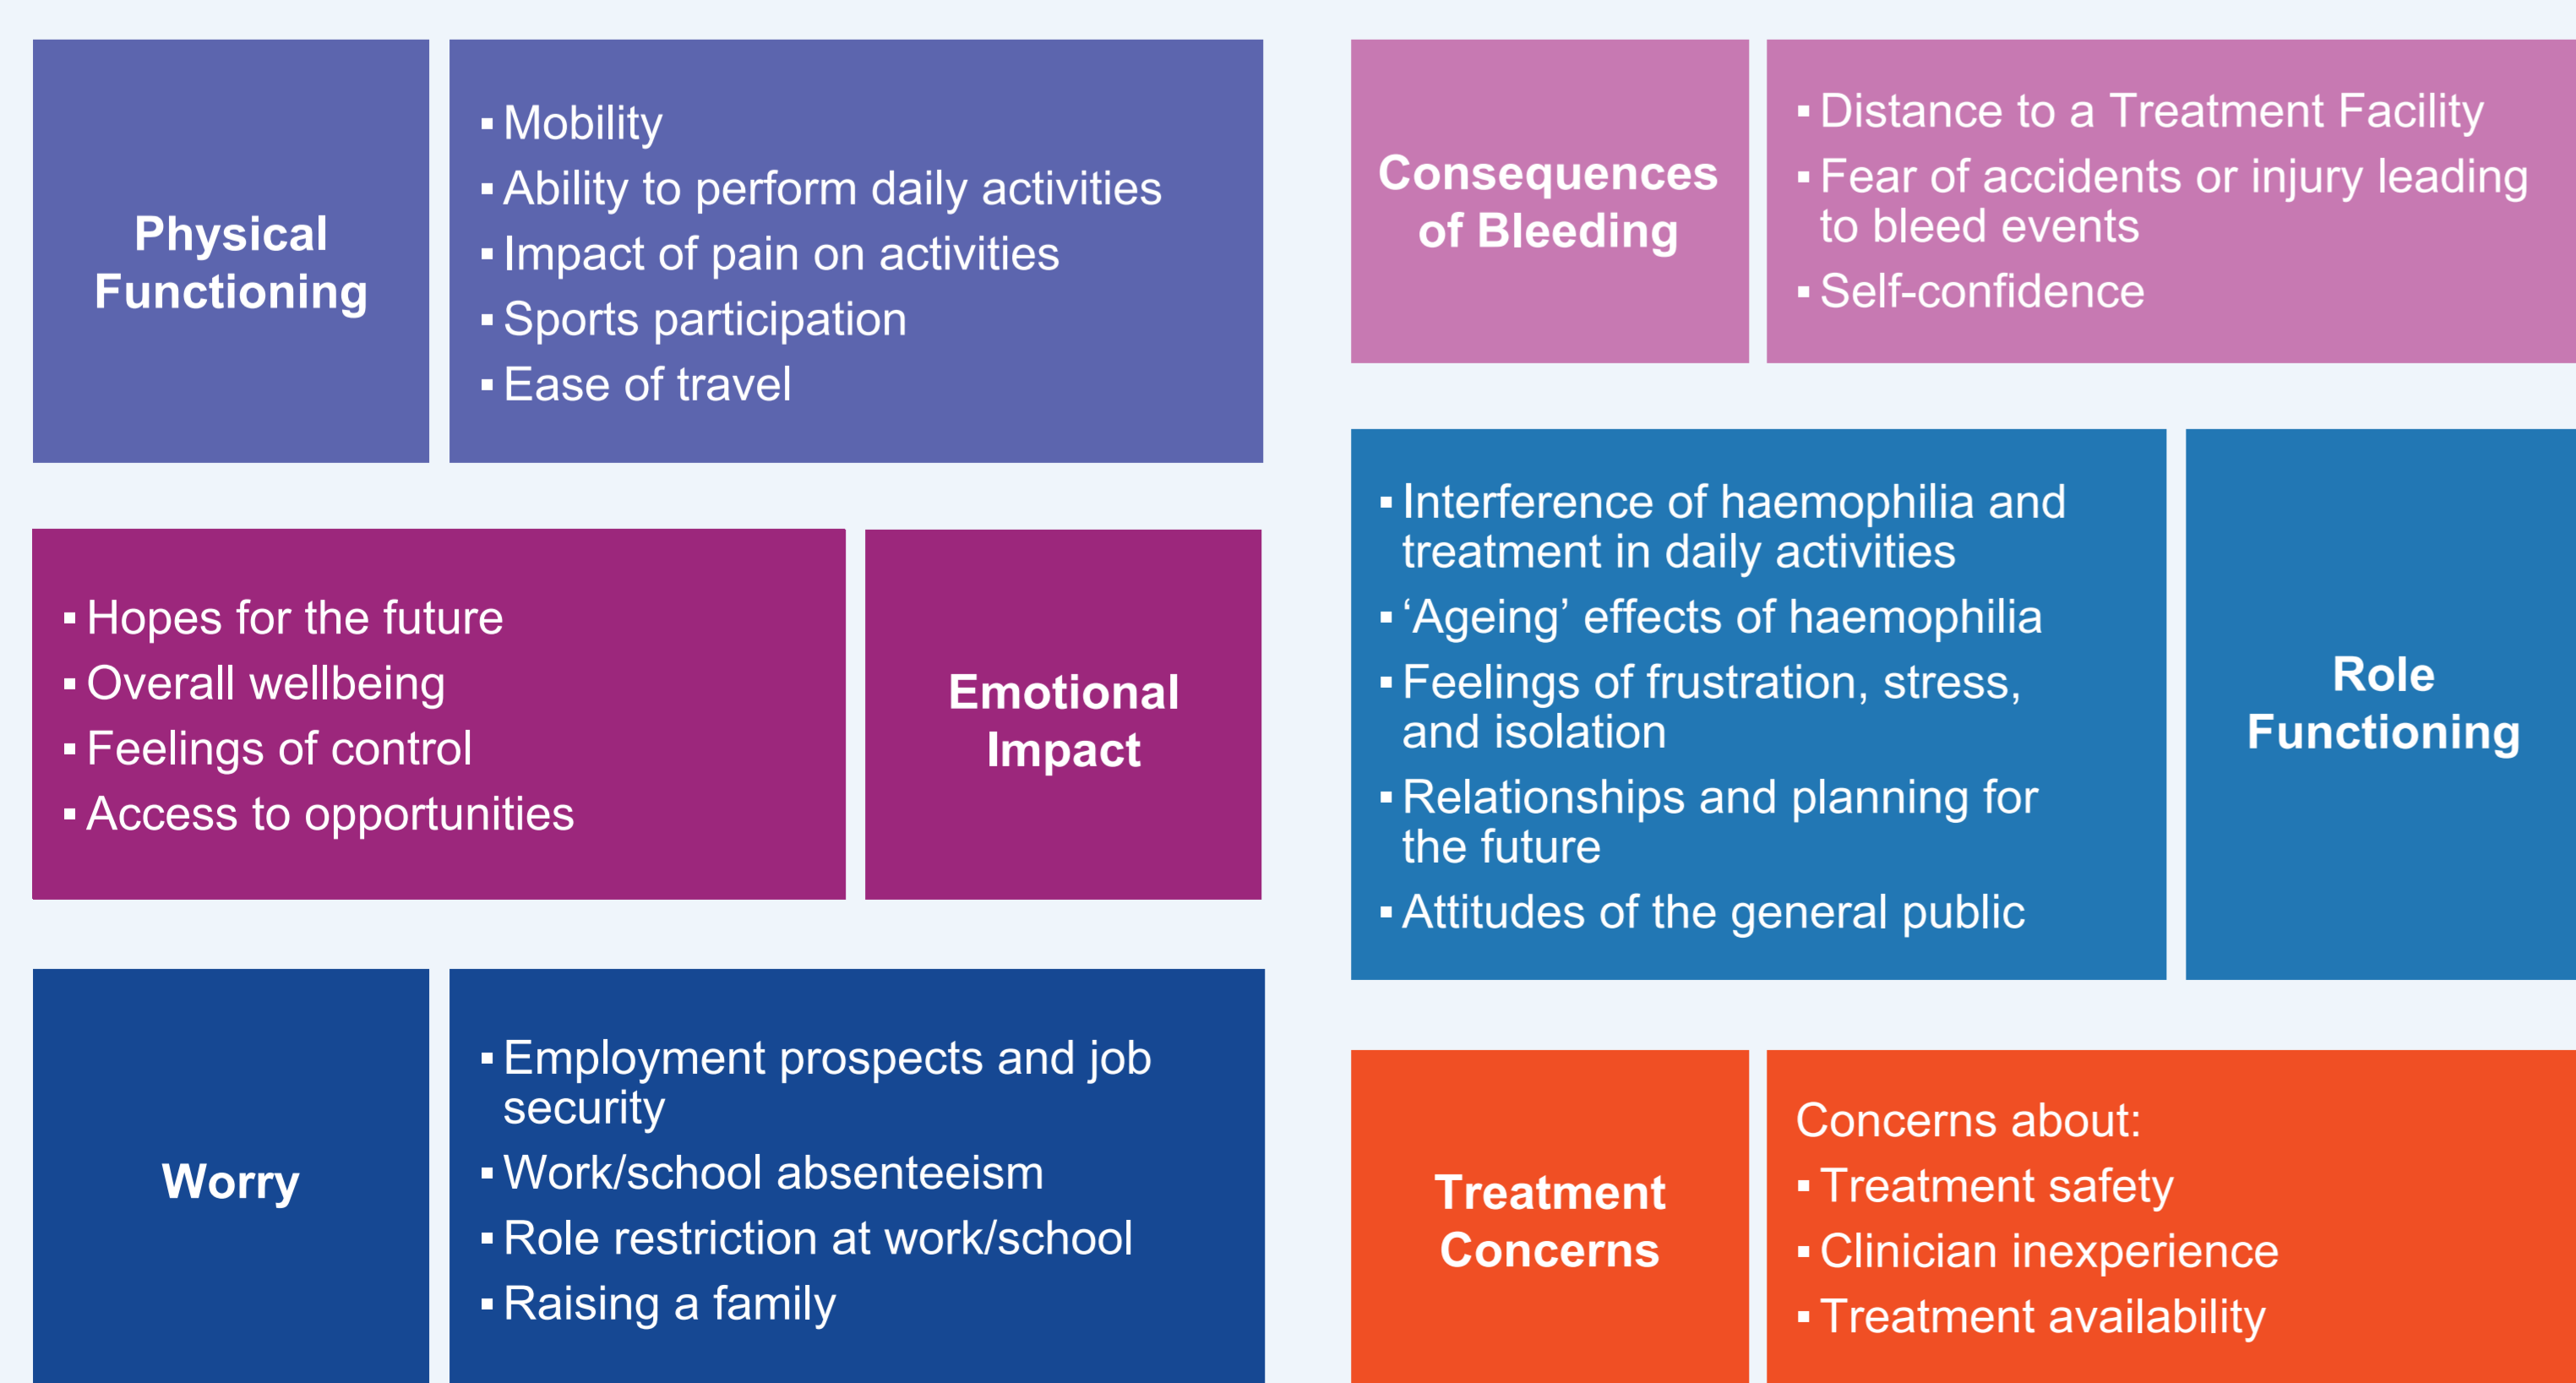 Physical
Functioning
▪ Mobility
▪ Ability to perform daily activities
▪ Impact of pain on activities
▪ Sports participation
▪ Ease of travel
▪ Hopes for the future
▪ Overall wellbeing
▪ Feelings of control
▪ Access to opportunities
Emotional
Impact
Worry
▪ Employment prospects and job
security
▪ Work/school absenteeism
▪ Role restriction at work/school
▪ Raising a family
Consequences
of Bleeding
▪ Distance to a Treatment Facility
▪ Fear of accidents or injury leading
to bleed events
▪ Self-confidence
▪ Interference of haemophilia and
treatment in daily activities
▪ ‘Ageing’ effects of haemophilia
▪ Feelings of frustration, stress,
and isolation
▪ Relationships and planning for
the future
▪ Attitudes of the general public
Role
Functioning
Treatment
Concerns
Concerns about:
▪ Treatment safety
▪ Clinician inexperience
▪ Treatment availability